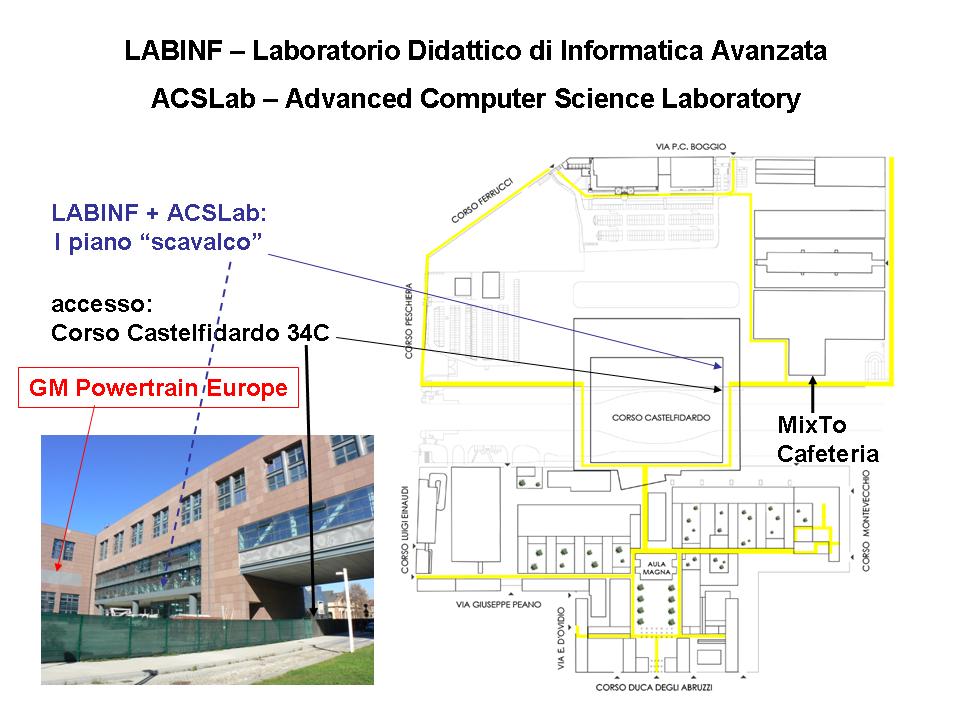 LABINF – Laboratorio Didattico di Informatica Avanzata
ACSLab – Advanced Computer Science Laboratory
VIA P.C. BOGGIO
CORSO FERRUCCI
LABINF + ACSLab:
I piano “scavalco”
CORSO PESCHIERA
accesso:
Corso Castelfidardo 34C
GM Powertrain Europe
CORSO CASTELFIDARDO
MixTo
Cafeteria
CORSO LUIGI EINAUDI
CORSO MONTEVECCHIO
AULA
MAGNA
VIA GIUSEPPE PEANO
VIA E. D'OVIDIO
CORSO DUCA DEGLI ABRUZZI